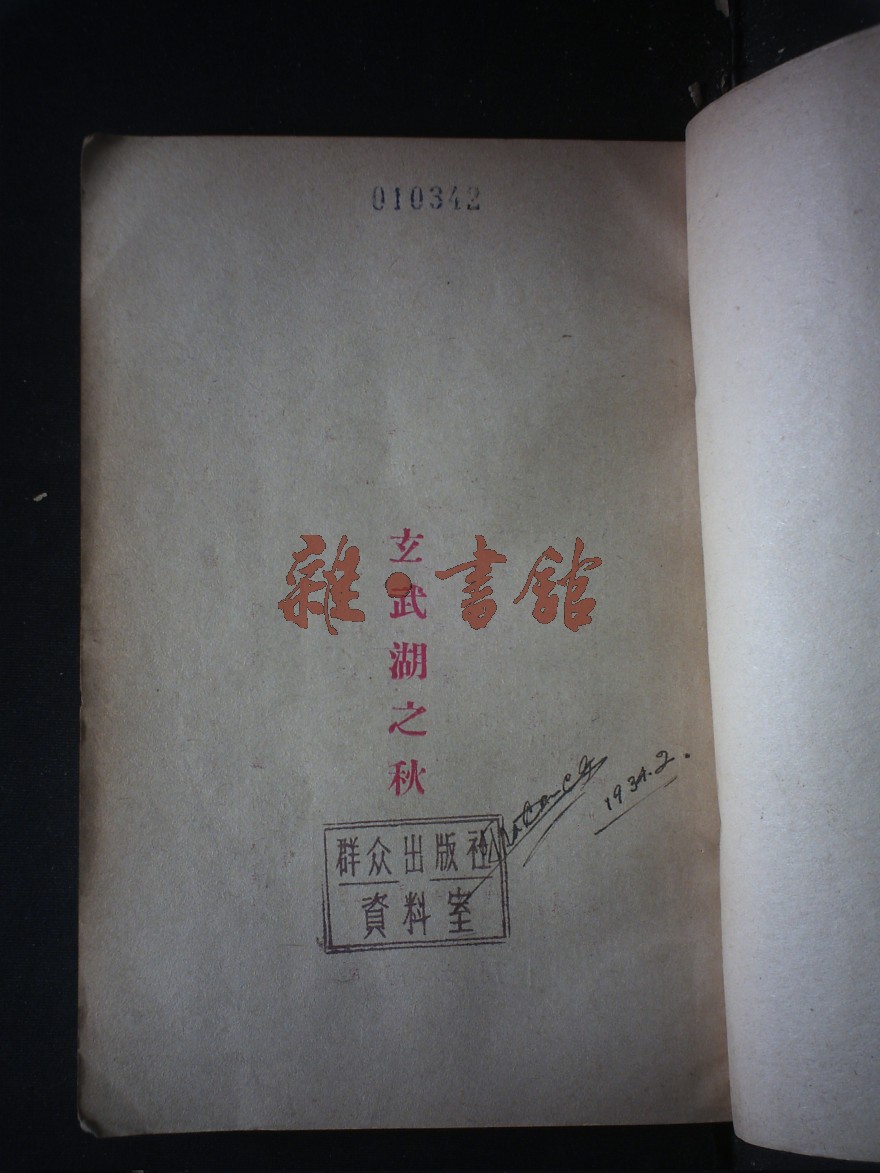 010342
雜·書館
玄武湖之秋
1934.2.
群众出版社
資料室